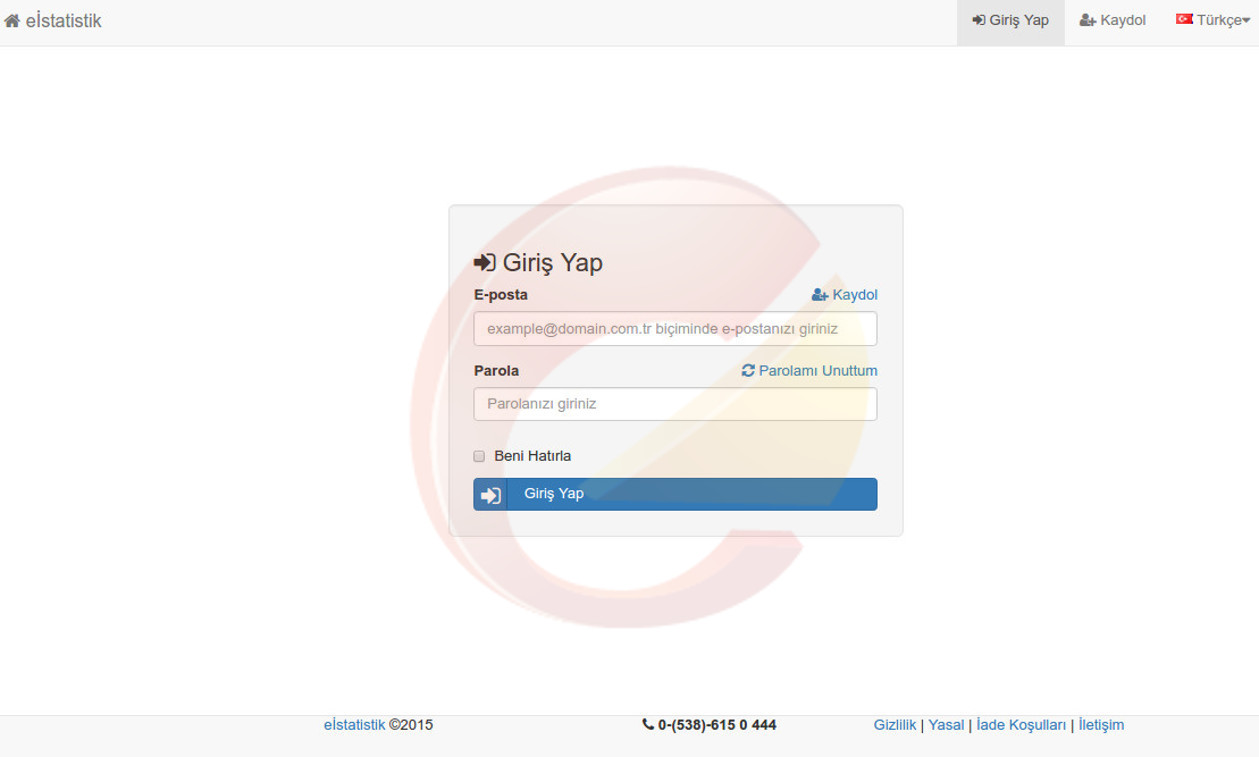 eİstatistik Giriş Yap Kaydol Türkçe
Giriş Yap
E-posta Kaydol
example@domain.com.tr biçiminde e-postanızı giriniz
Parola Parolamı Unuttum
Parolanızı giriniz
Beni Hatırla
Giriş Yap
eİstatistik ©2015 0-(538)-615 0 444 Gizlilik | Yasal | İade Koşulları | İletişim